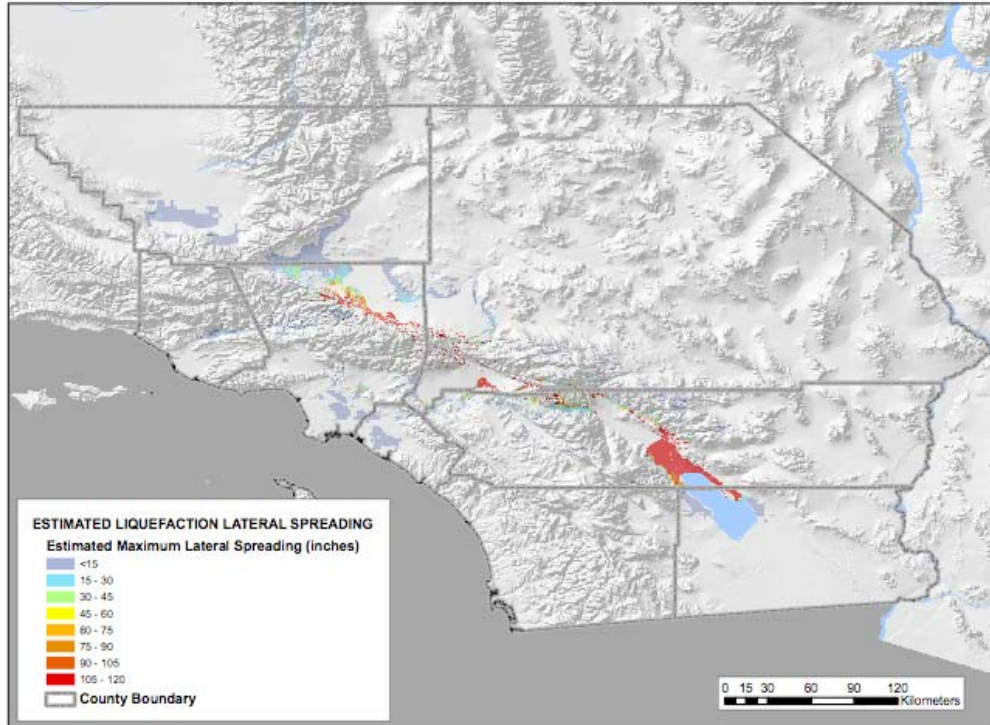 ESTIMATED LIQUEFACTION LATERAL SPREADING
Estimated Maximum Lateral Spreading (inches)
<15
15 - 30
30 - 45
45 - 60
60 - 75
75 - 90
90 - 105
105 - 120
County Boundary
0 15 30 60 90 120
Kilometers